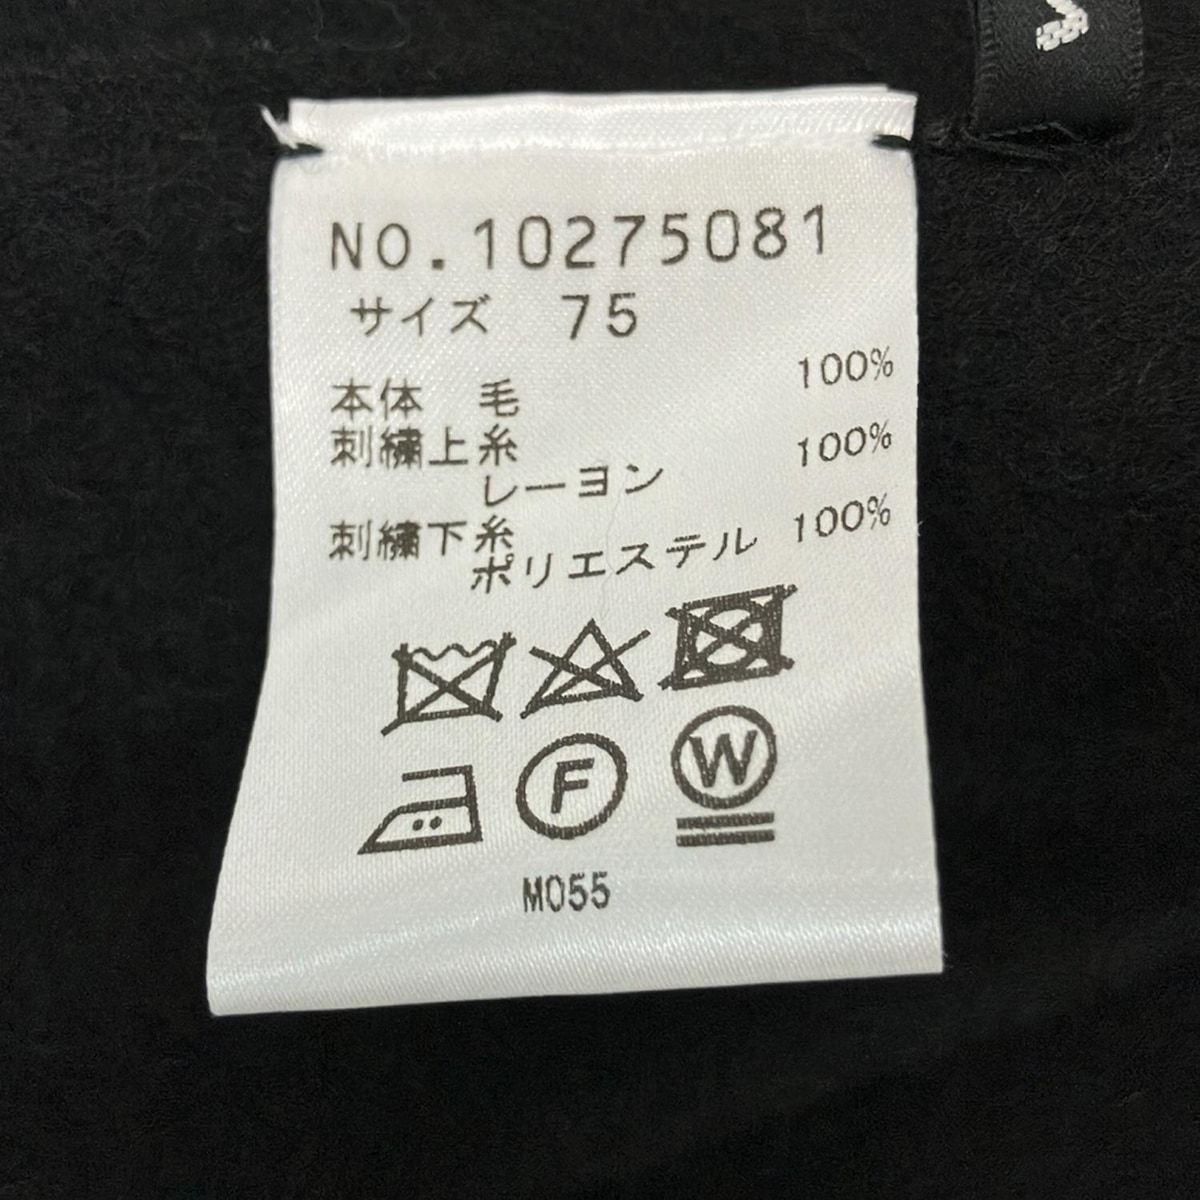 NO.10275081
サイズ 75
本体 毛 100%
刺繍上糸
レーヨン 100%
刺繍下糸
ポリエステル 100%
F
W
M055